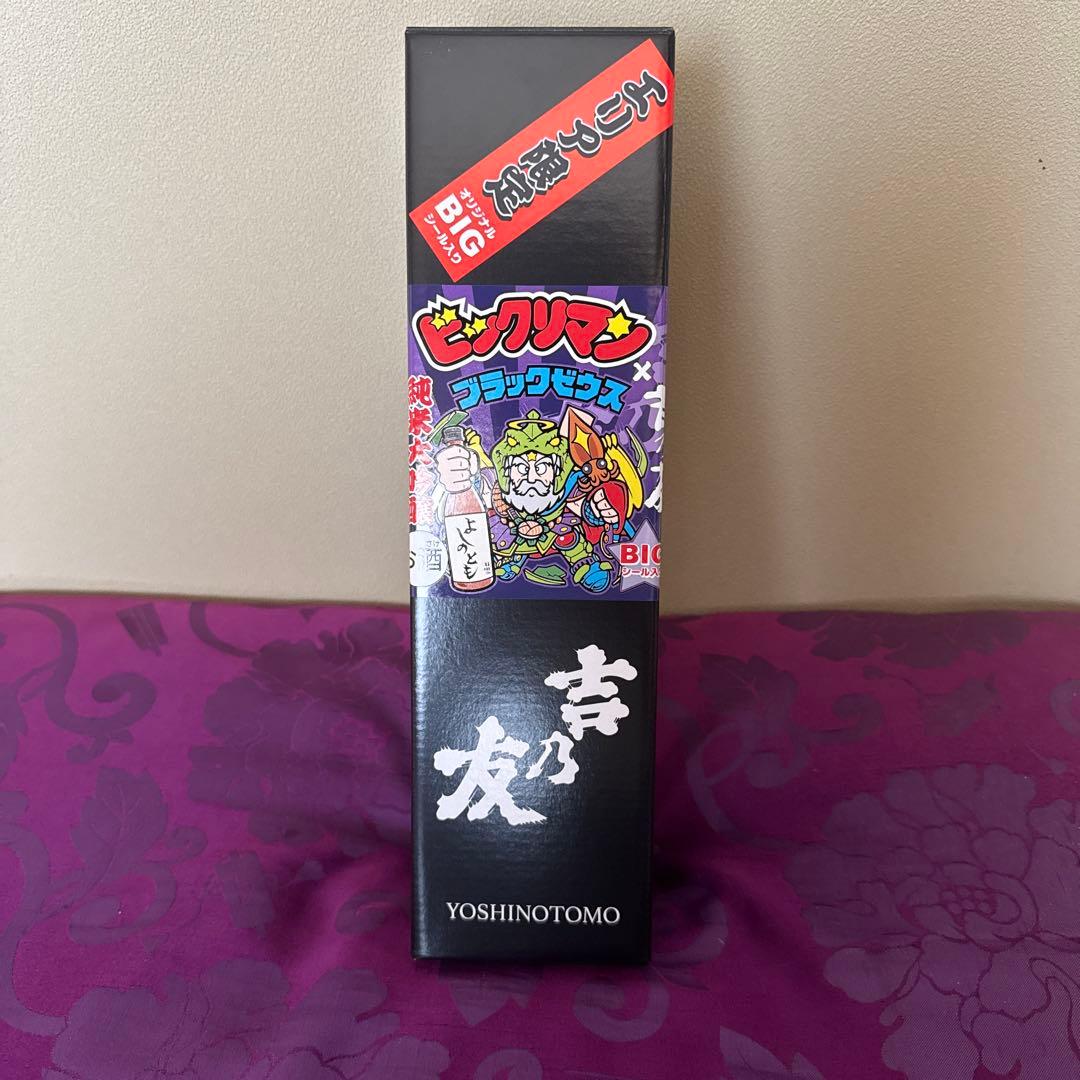 エリア限定
オリジナル
BIG
シール入り
ビックリマン
×
ブラックゼウス
純米大吟醸
よしのとも
酒
BIG
シール入
吉乃友
YOSHINOTOMO